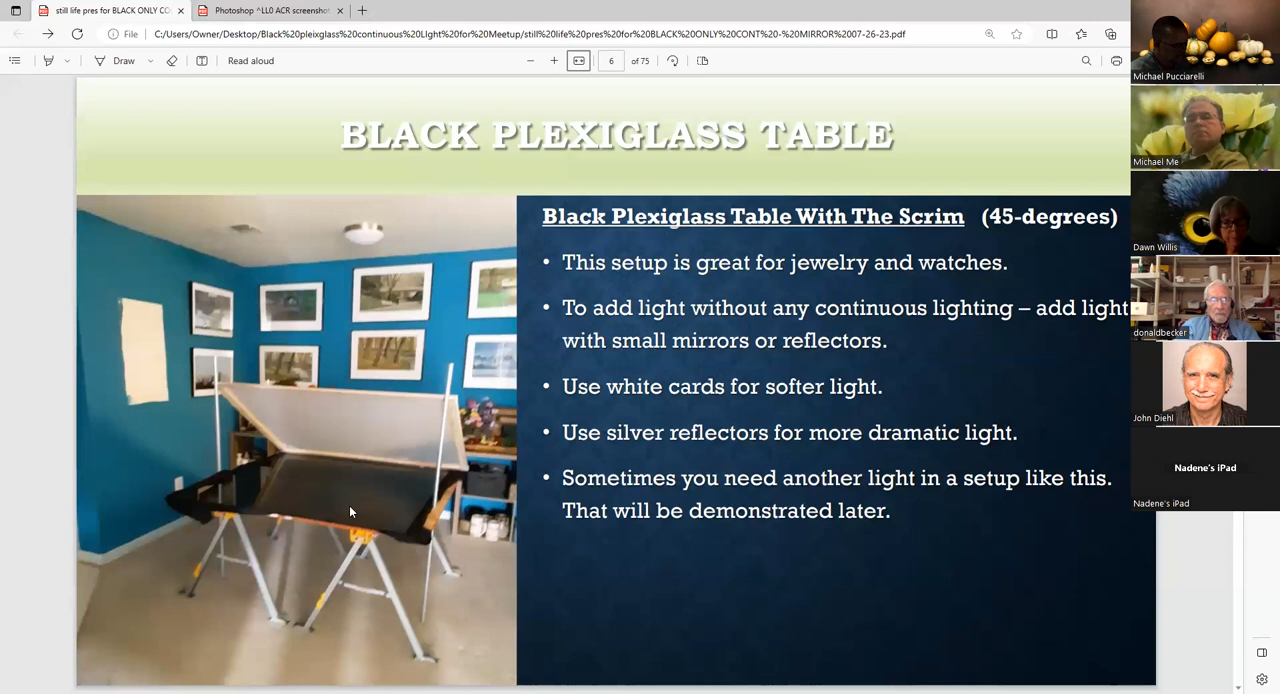 still life pres for BLACK ONLY CO
Photoshop ^LL0 ACR screenshot
File
C:/Users/Owner/Desktop/Black%20pleixglass%20continuous%20LIght%20for%20Meetup/still%20life%20pres%20for%20BLACK%20ONLY%20CONT%20-%20MIRROR%2007-26-23.pdf
Draw
Read aloud
6 of 75
BLACK PLEXIGLASS TABLE
Black Plexiglass Table With The Scrim (45-degrees)
• This setup is great for jewelry and watches.
• To add light without any continuous lighting – add light
with small mirrors or reflectors.
• Use white cards for softer light.
• Use silver reflectors for more dramatic light.
• Sometimes you need another light in a setup like this.
That will be demonstrated later.
Michael Pucciarelli
Michael Me
Dawn Willis
donaldbecker
John Diehl
Nadene's iPad
Nadene's iPad